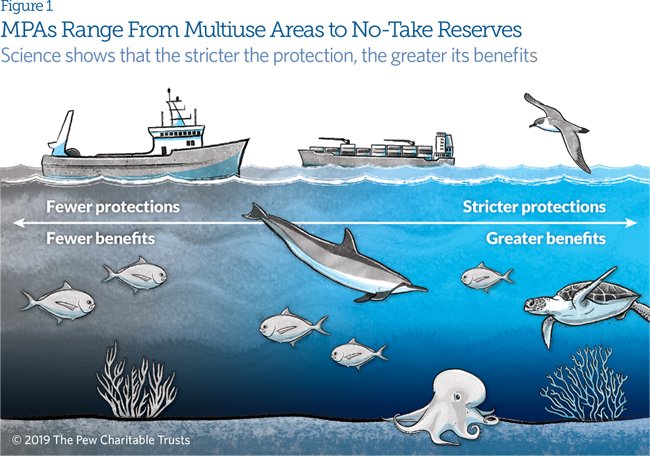 Figure 1
MPAs Range From Multiuse Areas to No-Take Reserves
Science shows that the stricter the protection, the greater its benefits
Fewer protections
Stricter protections
Fewer benefits
Greater benefits
© 2019 The Pew Charitable Trusts